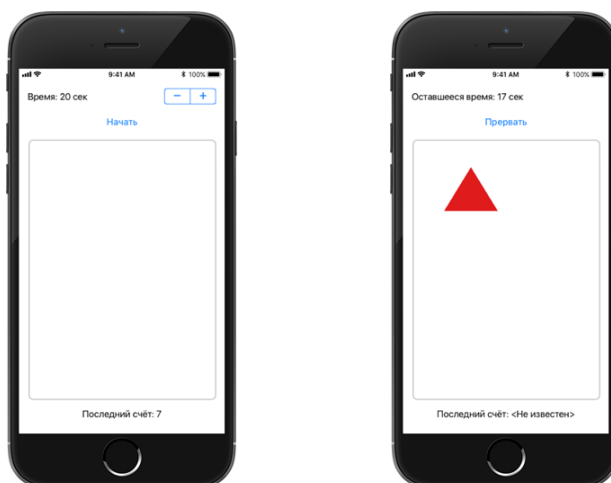 9:41 AM
100%
Время: 20 сек
− +
Начать
Последний счёт: 7
9:41 AM
100%
Оставшееся время: 17 сек
Прервать
Последний счёт: <Не известен>